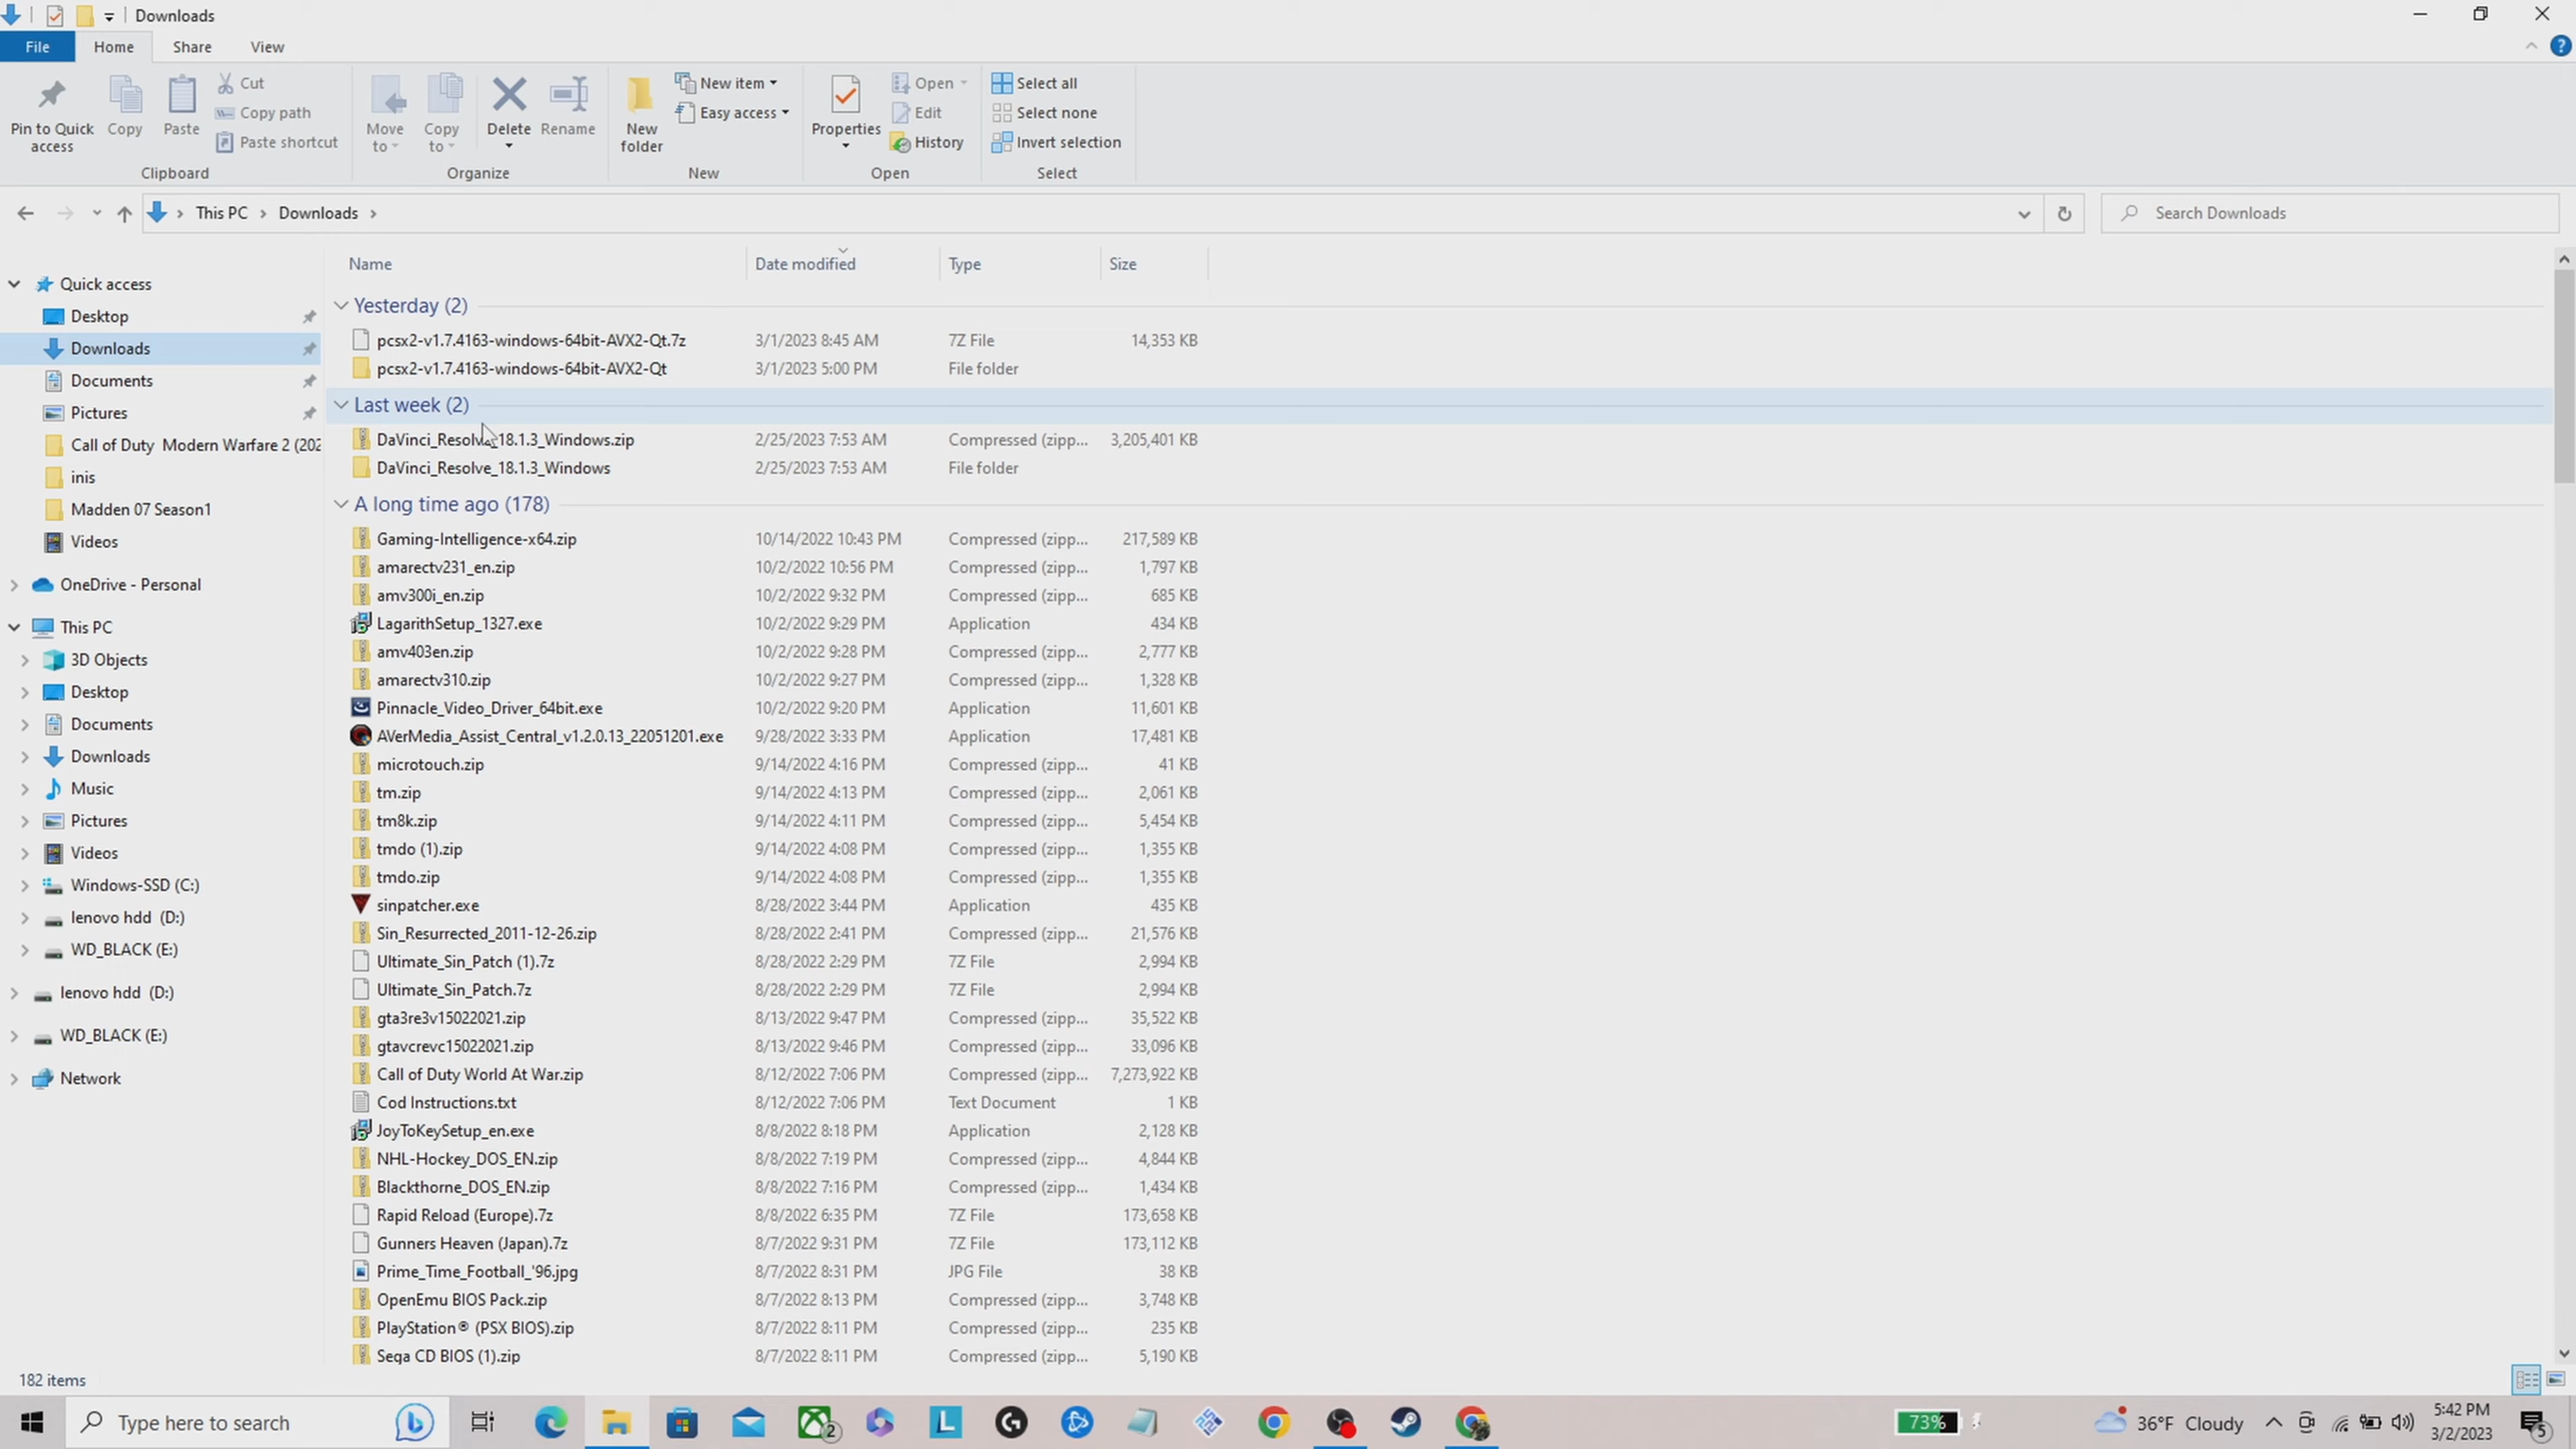 Downloads
File Home Share View
Pin to Quick access Copy Paste Cut Copy path Paste shortcut
Clipboard
Move to Copy to Delete Rename
Organize
New folder New item Easy access
New
Properties Open Edit History
Open
Select all Select none Invert selection
Select
This PC > Downloads >
Search Downloads
Quick access
Desktop
Downloads
Documents
Pictures
Call of Duty Modern Warfare 2 (202
inis
Madden 07 Season1
Videos
OneDrive - Personal
This PC
3D Objects
Desktop
Documents
Downloads
Music
Pictures
Videos
Windows-SSD (C:)
lenovo hdd (D:)
WD_BLACK (E:)
lenovo hdd (D:)
WD_BLACK (E:)
Network
Name Date modified Type Size
Yesterday (2)
pcsx2-v1.7.4163-windows-64bit-AVX2-Qt.7z 3/1/2023 8:45 AM 7Z File 14,353 KB
pcsx2-v1.7.4163-windows-64bit-AVX2-Qt 3/1/2023 5:00 PM File folder
Last week (2)
DaVinci_Resolve_18.1.3_Windows.zip 2/25/2023 7:53 AM Compressed (zipp... 3,205,401 KB
DaVinci_Resolve_18.1.3_Windows 2/25/2023 7:53 AM File folder
A long time ago (178)
Gaming-Intelligence-x64.zip 10/14/2022 10:43 PM Compressed (zipp... 217,589 KB
amarectv231_en.zip 10/2/2022 10:56 PM Compressed (zipp... 1,797 KB
amv300i_en.zip 10/2/2022 9:32 PM Compressed (zipp... 685 KB
LagarithSetup_1327.exe 10/2/2022 9:29 PM Application 434 KB
amv403en.zip 10/2/2022 9:28 PM Compressed (zipp... 2,777 KB
amarectv310.zip 10/2/2022 9:27 PM Compressed (zipp... 1,328 KB
Pinnacle_Video_Driver_64bit.exe 10/2/2022 9:20 PM Application 11,601 KB
AVerMedia_Assist_Central_v1.2.0.13_22051201.exe 9/28/2022 3:33 PM Application 17,481 KB
microtouch.zip 9/14/2022 4:16 PM Compressed (zipp... 41 KB
tm.zip 9/14/2022 4:13 PM Compressed (zipp... 2,061 KB
tm8k.zip 9/14/2022 4:11 PM Compressed (zipp... 5,454 KB
tmdo (1).zip 9/14/2022 4:08 PM Compressed (zipp... 1,355 KB
tmdo.zip 9/14/2022 4:08 PM Compressed (zipp... 1,355 KB
sinpatcher.exe 8/28/2022 3:44 PM Application 435 KB
Sin_Resurrected_2011-12-26.zip 8/28/2022 2:41 PM Compressed (zipp... 21,576 KB
Ultimate_Sin_Patch (1).7z 8/28/2022 2:29 PM 7Z File 2,994 KB
Ultimate_Sin_Patch.7z 8/28/2022 2:29 PM 7Z File 2,994 KB
gta3re3v15022021.zip 8/13/2022 9:47 PM Compressed (zipp... 35,522 KB
gtavcrevc15022021.zip 8/13/2022 9:46 PM Compressed (zipp... 33,096 KB
Call of Duty World At War.zip 8/12/2022 7:06 PM Compressed (zipp... 7,273,922 KB
Cod Instructions.txt 8/12/2022 7:06 PM Text Document 1 KB
JoyToKeySetup_en.exe 8/8/2022 8:18 PM Application 2,128 KB
NHL-Hockey_DOS_EN.zip 8/8/2022 7:19 PM Compressed (zipp... 4,844 KB
Blackthorne_DOS_EN.zip 8/8/2022 7:16 PM Compressed (zipp... 1,434 KB
Rapid Reload (Europe).7z 8/8/2022 6:35 PM 7Z File 173,658 KB
Gunners Heaven (Japan).7z 8/7/2022 9:31 PM 7Z File 173,112 KB
Prime_Time_Football_'96.jpg 8/7/2022 8:31 PM JPG File 38 KB
OpenEmu BIOS Pack.zip 8/7/2022 8:13 PM Compressed (zipp... 3,748 KB
PlayStation® (PSX BIOS).zip 8/7/2022 8:11 PM Compressed (zipp... 235 KB
Sega CD BIOS (1).zip 8/7/2022 8:11 PM Compressed (zipp... 5,190 KB
182 items
Type here to search
2
L
73%
36°F Cloudy
5:42 PM
3/2/2023
5